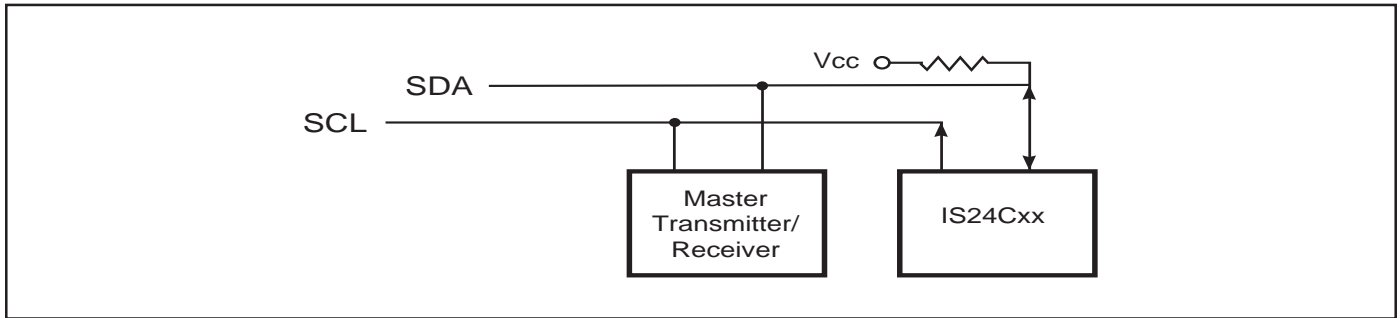 Vcc
SDA
SCL
Master
Transmitter/
Receiver
IS24Cxx